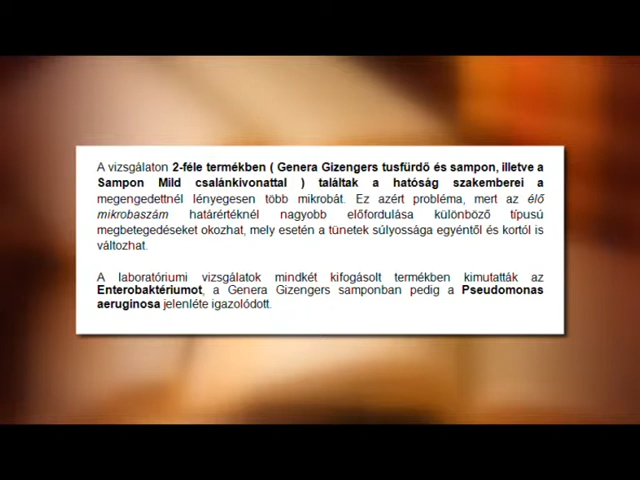 A vizsgálaton 2-féle termékben ( Genera Gizengers tusfürdő és sampon, illetve a
Sampon Mild csalánkivonattal ) találtak a hatóság szakemberei a
megengedettnél lényegesen több mikrobát. Ez azért probléma, mert az élő
mikrobaszám határértéknél nagyobb előfordulása különböző típusú
megbetegedéseket okozhat, mely esetén a tünetek súlyossága egyéntől és kortól is
változhat.
A laboratóriumi vizsgálatok mindkét kifogásolt termékben kimutatták az
Enterobaktériumot, a Genera Gizengers samponban pedig a Pseudomonas
aeruginosa jelenléte igazolódott.